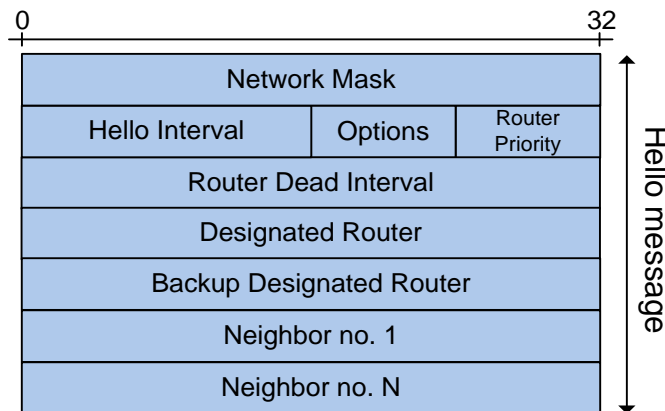 0 32
Network Mask
Hello Interval Options Router
Priority
Router Dead Interval
Designated Router
Backup Designated Router
Neighbor no. 1
Neighbor no. N
Hello message